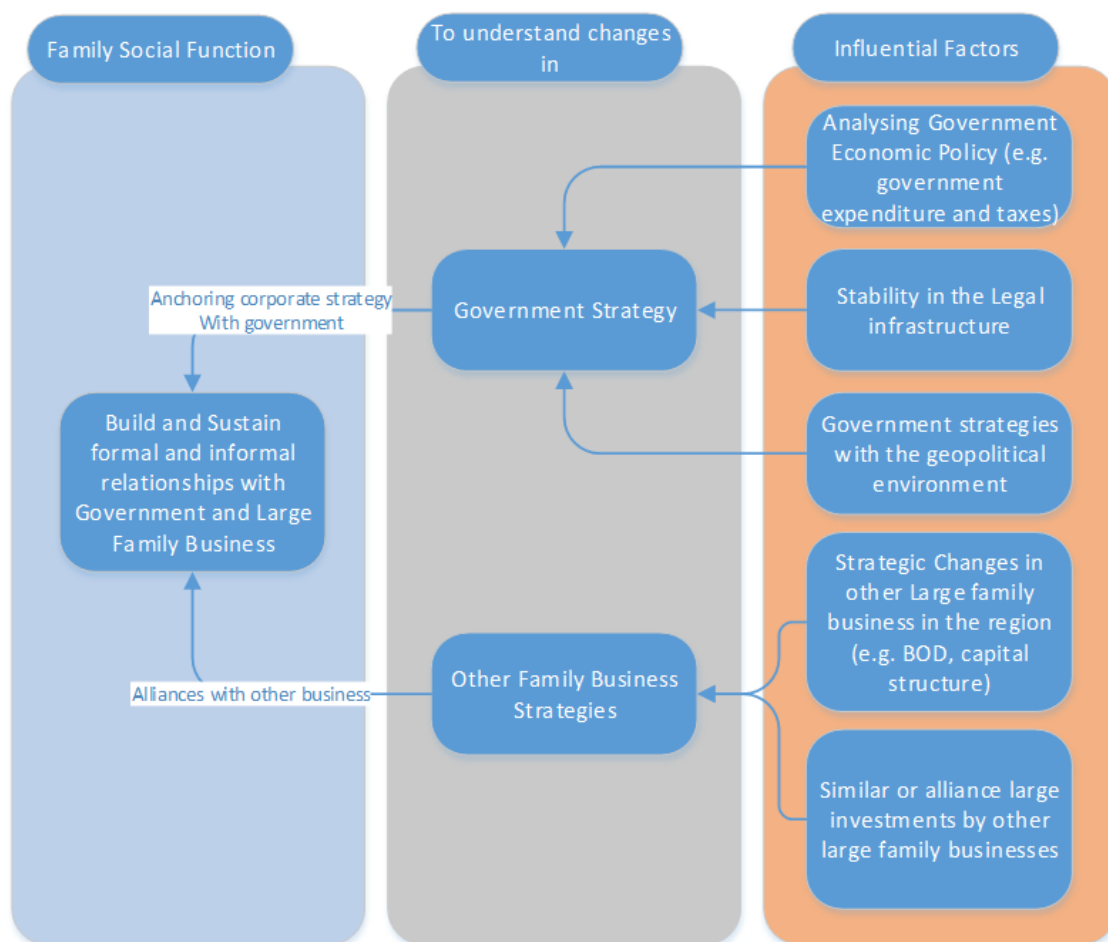 Family Social Function
To understand changes
in
Influential Factors
Analysing Government
Economic Policy (e.g.
government
expenditure and taxes)
Government Strategy
Stability in the Legal
infrastructure
Anchoring corporate strategy
With government
Build and Sustain
formal and informal
relationships with
Government and Large
Family Business
Government strategies
with the geopolitical
environment
Strategic Changes in
other Large family
business in the region
(e.g. BOD, capital
structure)
Alliances with other business
Other Family Business
Strategies
Similar or alliance large
investments by other
large family businesses